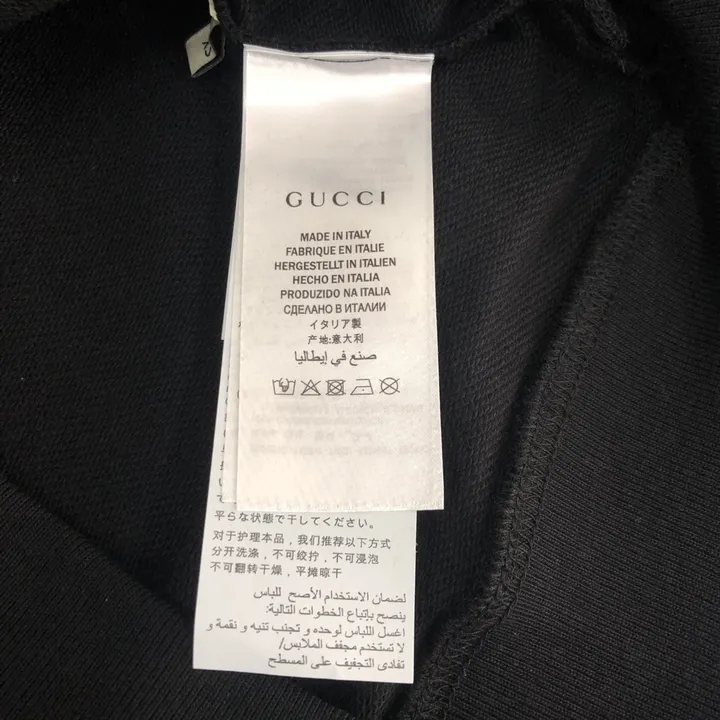 GUCCI
MADE IN ITALY
FABRIQUE EN ITALIE
HERGESTELLT IN ITALIEN
HECHO EN ITALIA
PRODUZIDO NA ITALIA
СДЕЛАНО В ИТАЛИИ
イタリア製
产地:意大利
صنع في إيطاليا
平らな状態で干してください。
对于护理本品，我们推荐以下方式
分开洗涤，不可绞拧，不可浸泡
不可翻转干燥，平摊晾干
لضمان الاستخدام الأصح للباس
ينصح بإتباع الخطوات التالية:
اغسل اللباس لوحده و تجنب تنيه و نقمة و
لا تستخدم مجفف الملابس/
تفادى التجفيف على المسطح